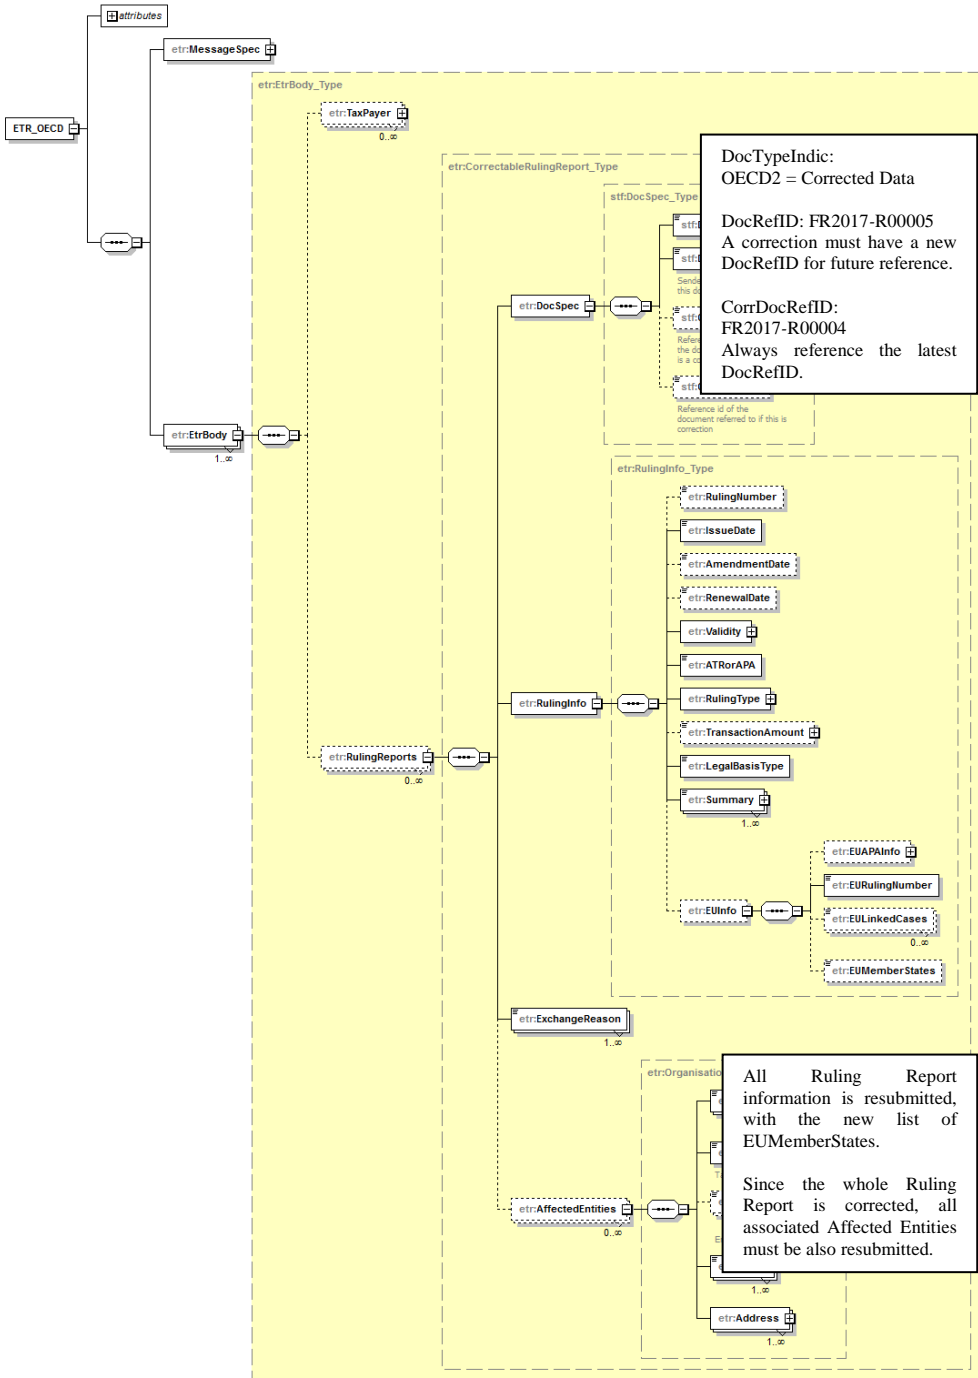 attributes
etr:MessageSpec
etr:EtrBody_Type
etr:TaxPayer
0..∞
ETR_OECD
etr:CorrectableRulingReport_Type
stf:DocSpec_Type
DocTypeIndic:
OECD2 = Corrected Data
DocRefID: FR2017-R00005
A correction must have a new
DocRefID for future reference.
CorrDocRefID:
FR2017-R00004
Always reference the latest
DocRefID.
etr:DocSpec
Reference id of the
document referred to if this is
correction
etr:EtrBody
1..∞
etr:RulingInfo_Type
etr:RulingNumber
etr:IssueDate
etr:AmendmentDate
etr:RenewalDate
etr:Validity
etr:ATRorAPA
etr:RulingInfo
etr:RulingType
etr:TransactionAmount
etr:RulingReports
0..∞
etr:LegalBasisType
etr:Summary
1..∞
etr:EUAPAInfo
etr:EUInfo
etr:EURulingNumber
etr:EULinkedCases
0..∞
etr:EUMemberStates
etr:ExchangeReason
1..∞
etr:Organisatio
All Ruling Report
information is resubmitted,
with the new list of
EUMemberStates.
Since the whole Ruling
Report is corrected, all
associated Affected Entities
must be also resubmitted.
etr:AffectedEntities
0..∞
1..∞
etr:Address
1..∞